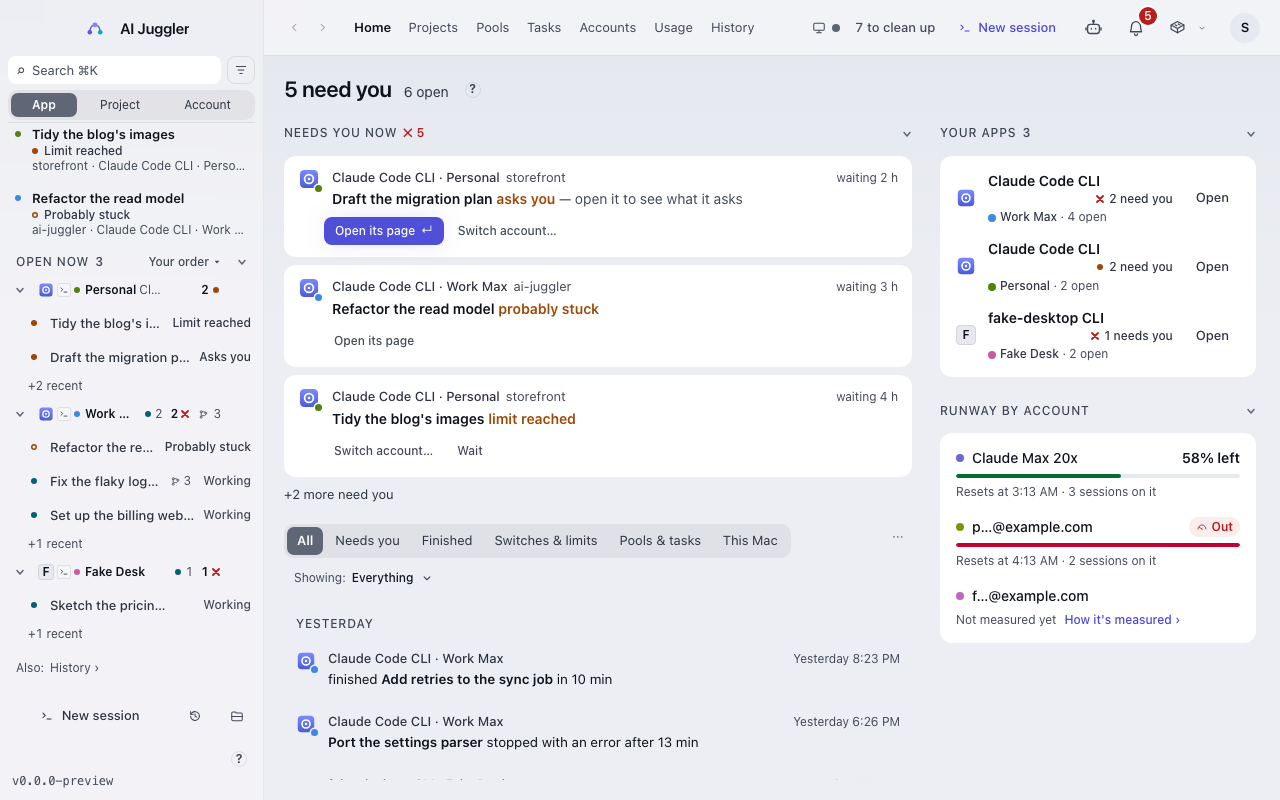 AI Juggler
Search ⌘K
App Project Account
Tidy the blog's images
Limit reached
storefront · Claude Code CLI · Perso...
Refactor the read model
Probably stuck
ai-juggler · Claude Code CLI · Work ...
OPEN NOW 3 Your order
Personal Cl... 2
Tidy the blog's i... Limit reached
Draft the migration p... Asks you
+2 recent
Work ... 2 2 3
Refactor the re... Probably stuck
Fix the flaky log... 3 Working
Set up the billing web... Working
+1 recent
F Fake Desk 1 1
Sketch the pricin... Working
+1 recent
Also: History ›
New session
?
v0.0.0-preview
Home Projects Pools Tasks Accounts Usage History 7 to clean up New session 5 S
5 need you 6 open ?
NEEDS YOU NOW 5
Claude Code CLI · Personal storefront waiting 2 h
Draft the migration plan asks you — open it to see what it asks
Open its page ↵ Switch account...
Claude Code CLI · Work Max ai-juggler waiting 3 h
Refactor the read model probably stuck
Open its page
Claude Code CLI · Personal storefront waiting 4 h
Tidy the blog's images limit reached
Switch account... Wait
+2 more need you
All Needs you Finished Switches & limits Pools & tasks This Mac ...
Showing: Everything
YESTERDAY
Claude Code CLI · Work Max Yesterday 8:23 PM
finished Add retries to the sync job in 10 min
Claude Code CLI · Work Max Yesterday 6:26 PM
Port the settings parser stopped with an error after 13 min
YOUR APPS 3
Claude Code CLI
2 need you Open
Work Max · 4 open
Claude Code CLI
2 need you Open
Personal · 2 open
fake-desktop CLI
F 1 needs you Open
Fake Desk · 2 open
RUNWAY BY ACCOUNT
Claude Max 20x 58% left
Resets at 3:13 AM · 3 sessions on it
p...@example.com Out
Resets at 4:13 AM · 2 sessions on it
f...@example.com
Not measured yet How it's measured ›